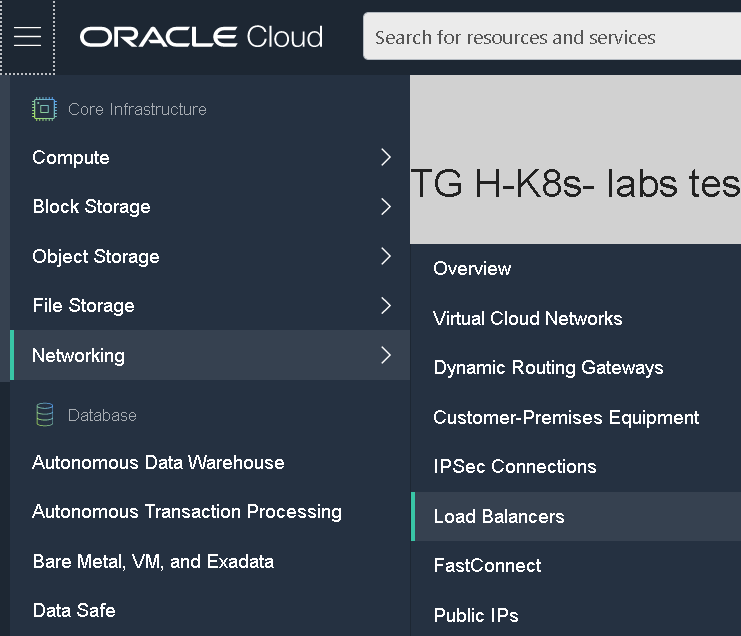 ORACLE Cloud
Search for resources and services
Core Infrastructure
Compute
Block Storage
Object Storage
File Storage
Networking
Database
Autonomous Data Warehouse
Autonomous Transaction Processing
Bare Metal, VM, and Exadata
Data Safe
TG H-K8s- labs tes
Overview
Virtual Cloud Networks
Dynamic Routing Gateways
Customer-Premises Equipment
IPSec Connections
Load Balancers
FastConnect
Public IPs